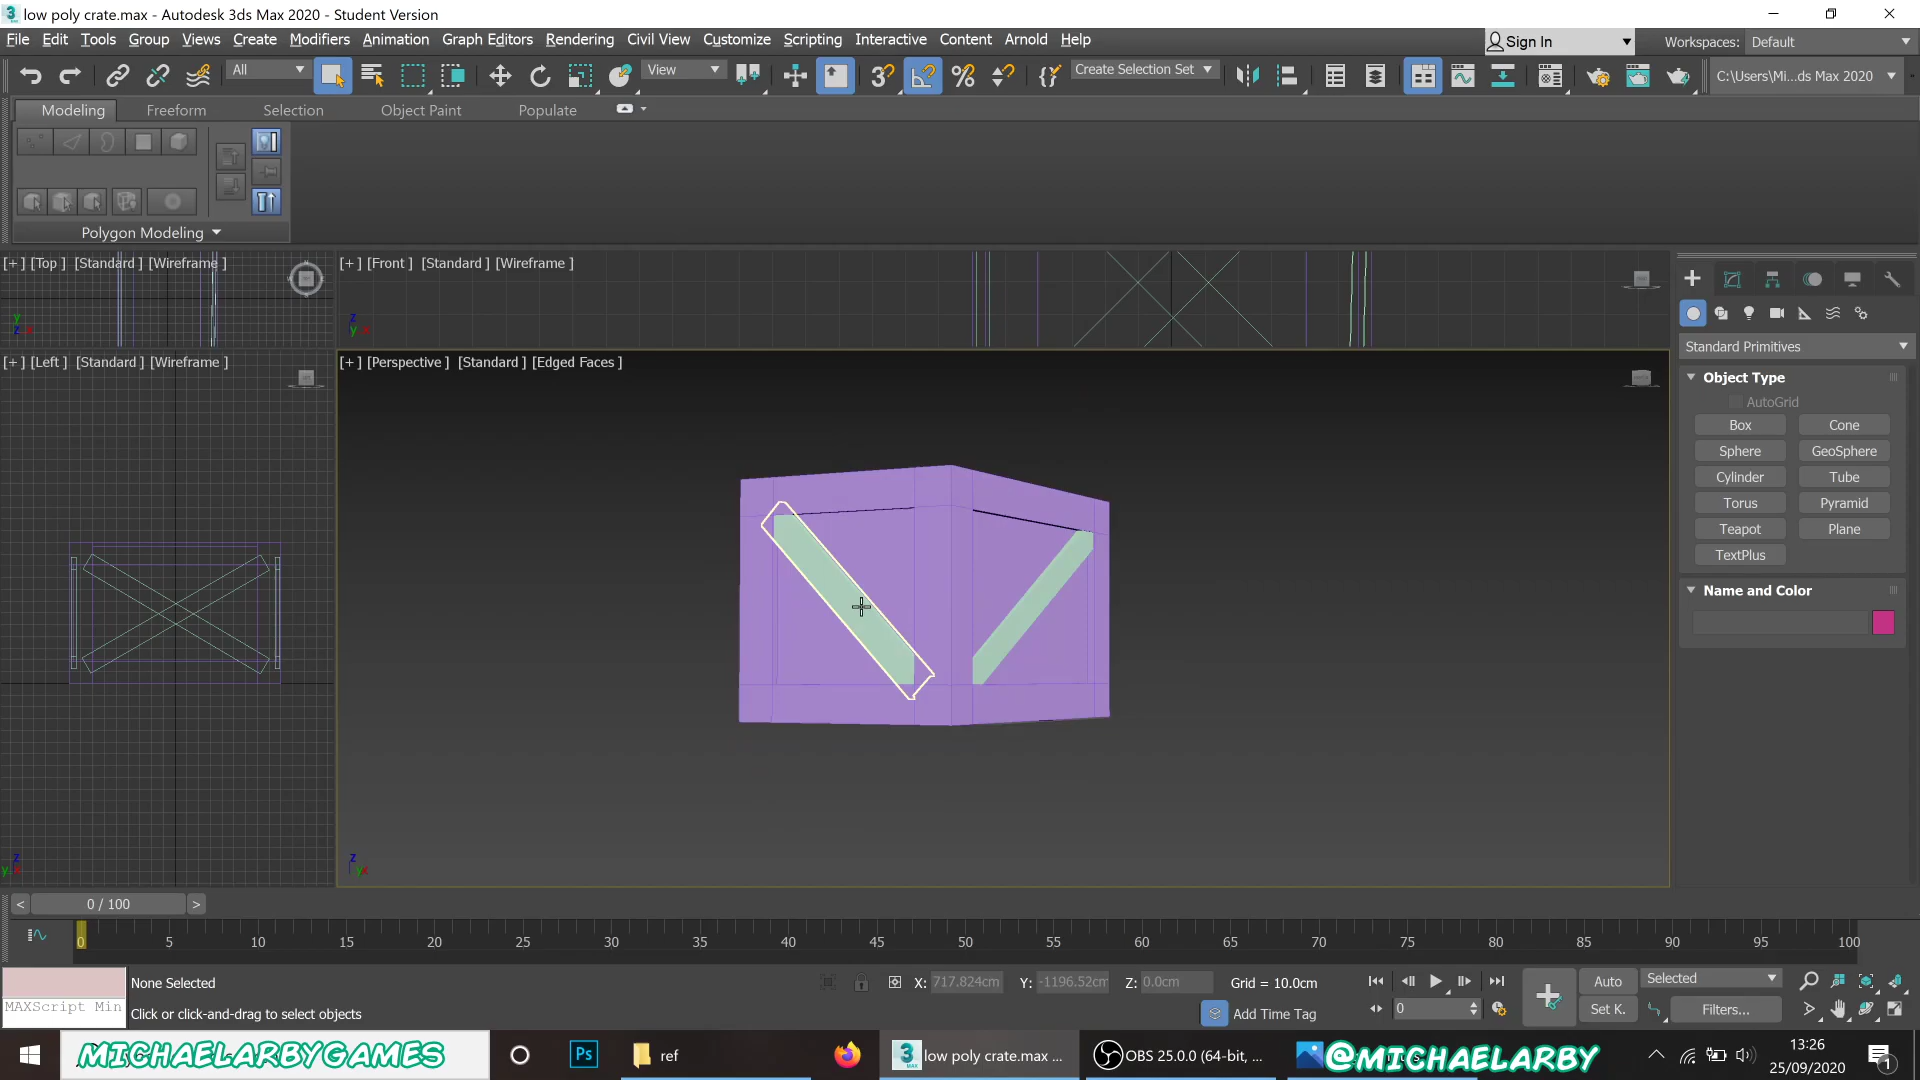 low poly crate.max - Autodesk 3ds Max 2020 - Student Version
File Edit Tools Group Views Create Modifiers Animation Graph Editors Rendering Civil View Customize Scripting Interactive Content Arnold Help
Sign In
Workspaces: Default
All
View
Create Selection Set
C:\Users\Mi...ds Max 2020
Modeling Freeform Selection Object Paint Populate
Polygon Modeling
[+] [Top ] [Standard ] [Wireframe ]
[+] [Front ] [Standard ] [Wireframe ]
[+] [Left ] [Standard ] [Wireframe ]
[+] [Perspective ] [Standard ] [Edged Faces ]
Standard Primitives
Object Type
AutoGrid
Box Cone
Sphere GeoSphere
Cylinder Tube
Torus Pyramid
Teapot Plane
TextPlus
Name and Color
< 0 / 100 >
0 5 10 15 20 25 30 35 40 45 50 55 60 65 70 75 80 85 90 95 100
None Selected
X: 717.824cm Y: -1196.52cm Z: 0.0cm Grid = 10.0cm
Auto Selected
MAXScript Min
Click or click-and-drag to select objects
Add Time Tag
0
Set K. Filters...
MICHAELARBYGAMES
Ps
ref
low poly crate.max ...
OBS 25.0.0 (64-bit, ...
@MICHAELARBY
13:26
25/09/2020
1